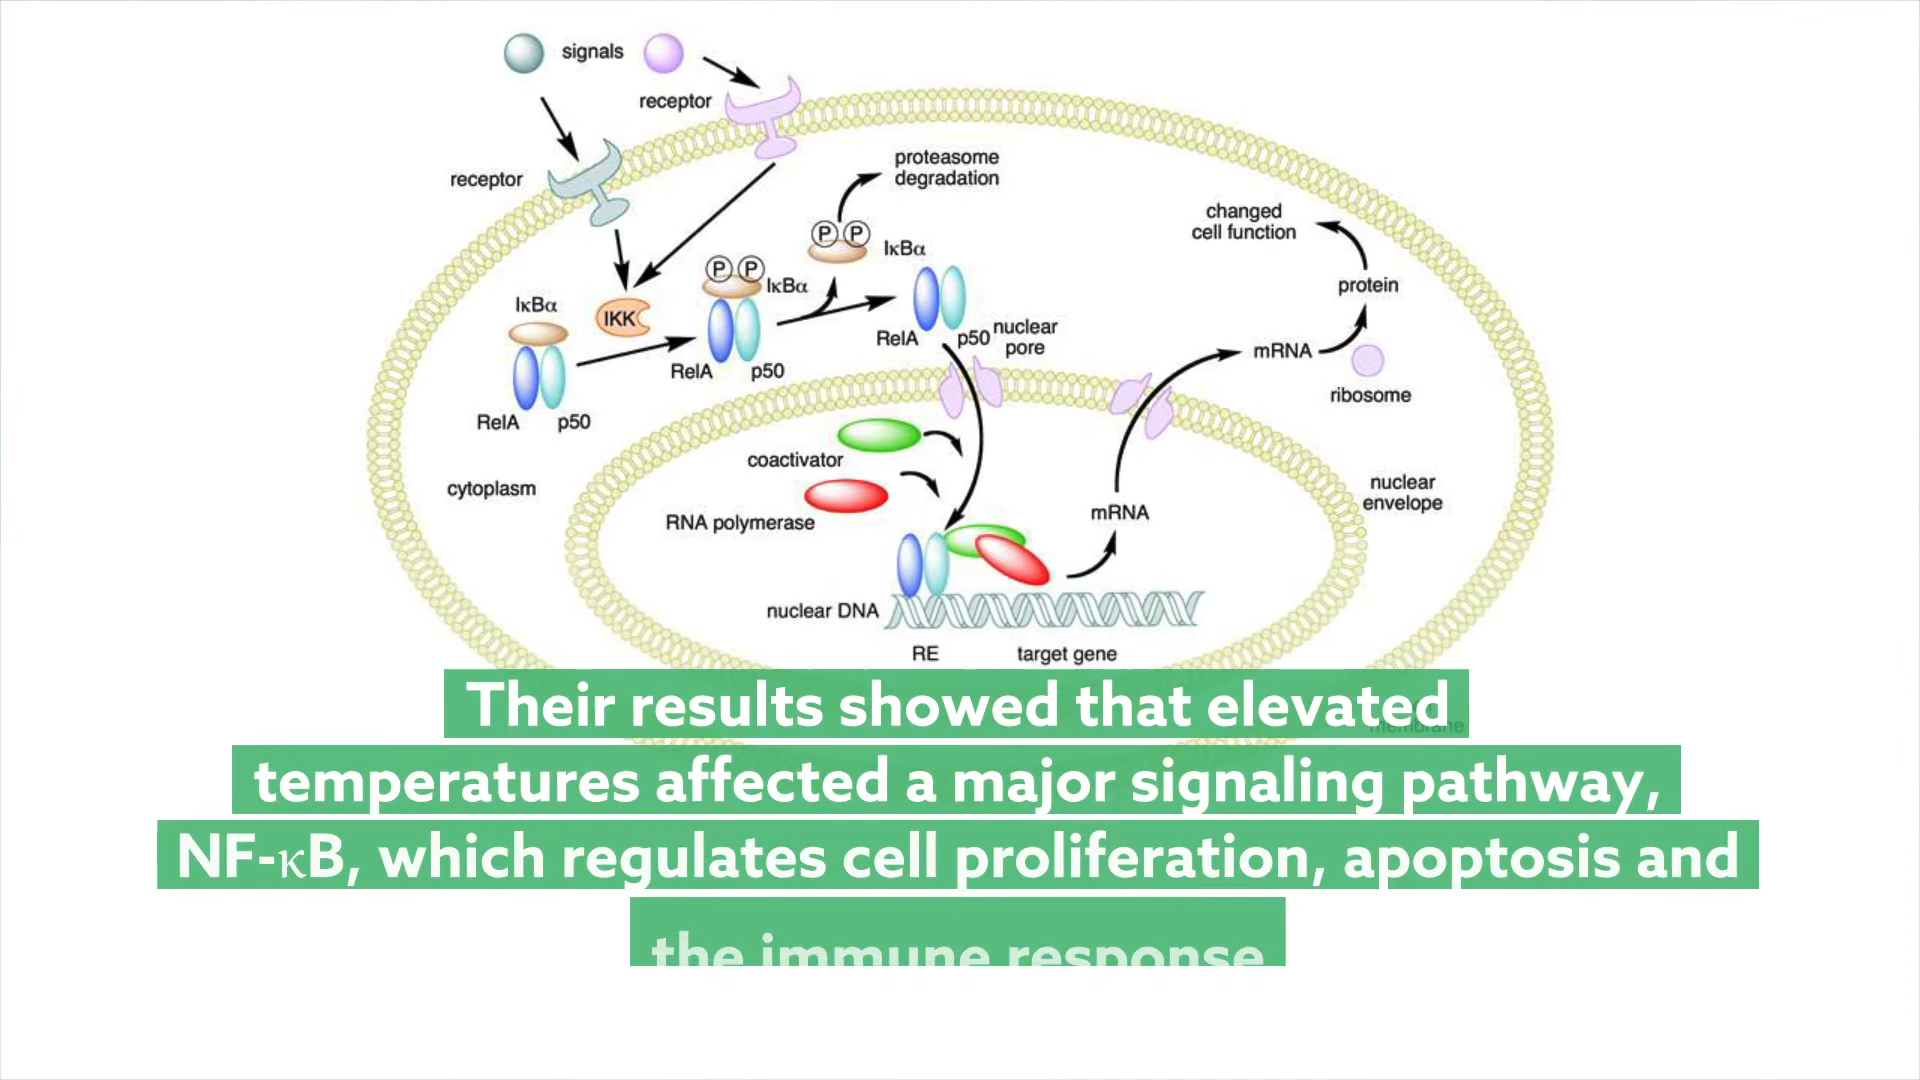 signals
receptor
receptor
proteasome
degradation
changed
cell function
P P
IκBα
P P
IκBα
protein
IκBα
IKK
RelA
p50
nuclear
pore
mRNA
RelA
p50
ribosome
RelA
p50
coactivator
cytoplasm
nuclear
envelope
RNA polymerase
mRNA
nuclear DNA
RE
target gene
membrane
Their results showed that elevated
temperatures affected a major signaling pathway,
NF-κB, which regulates cell proliferation, apoptosis and
the immune response